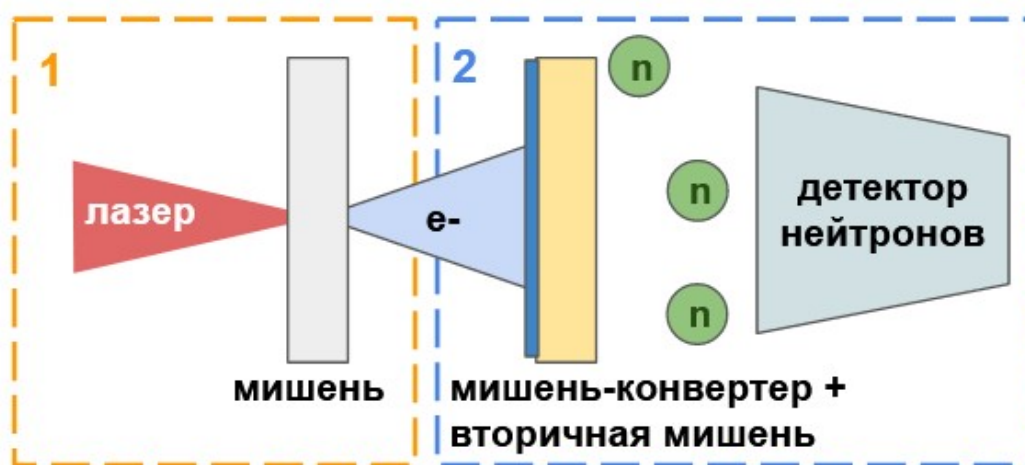 1
2
n
лазер
e-
n
детектор
нейтронов
n
мишень
мишень-конвертер +
вторичная мишень